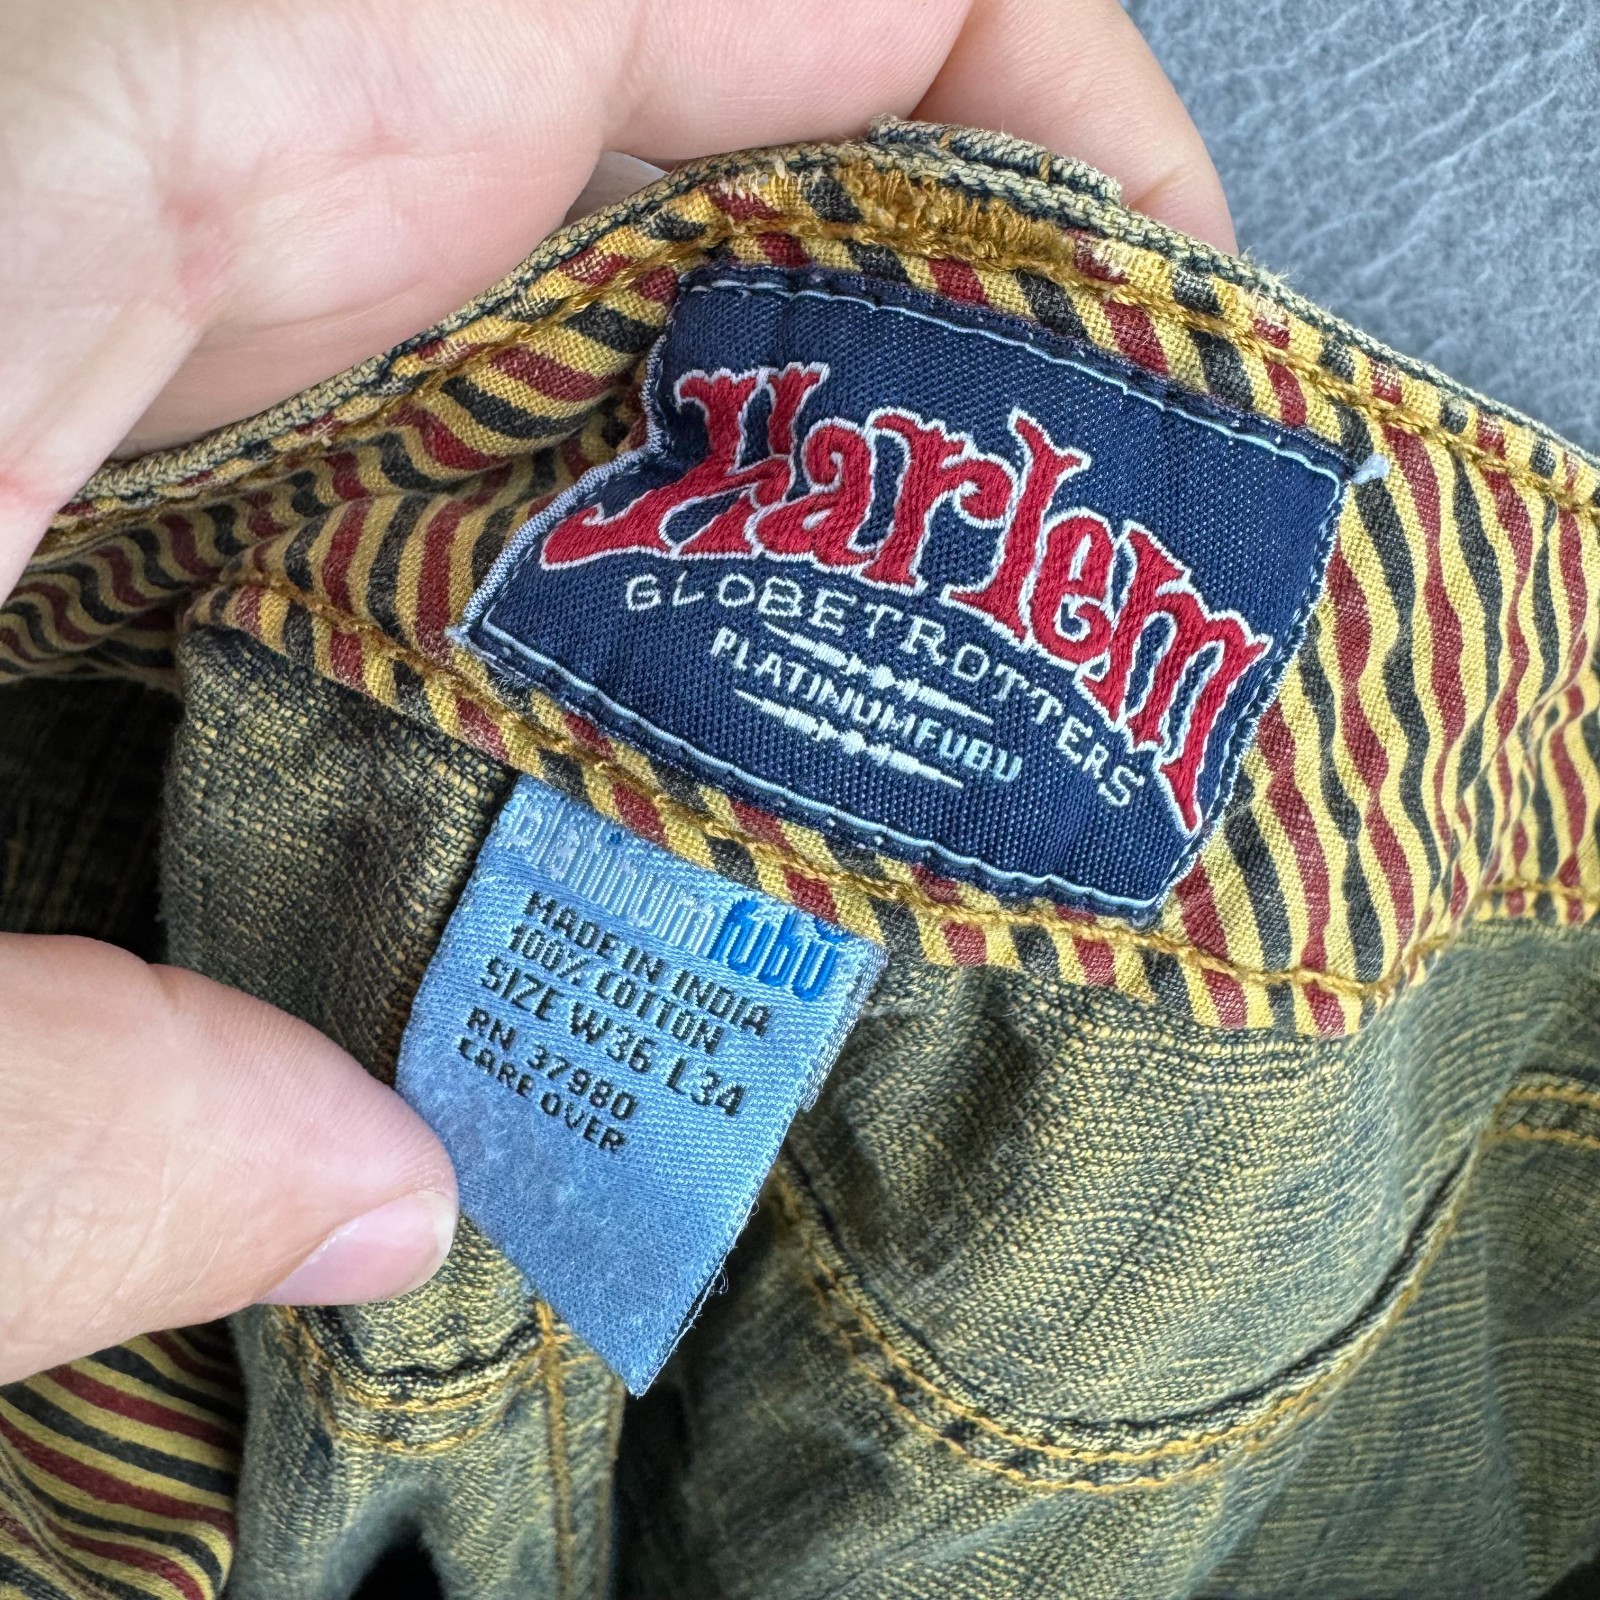 Harlem
GLOBETROTTERS
PLATINUMFUBU
platinumfubu
MADE IN INDIA
100% COTTON
SIZE W36 L34
RN 37980
CARE OVER